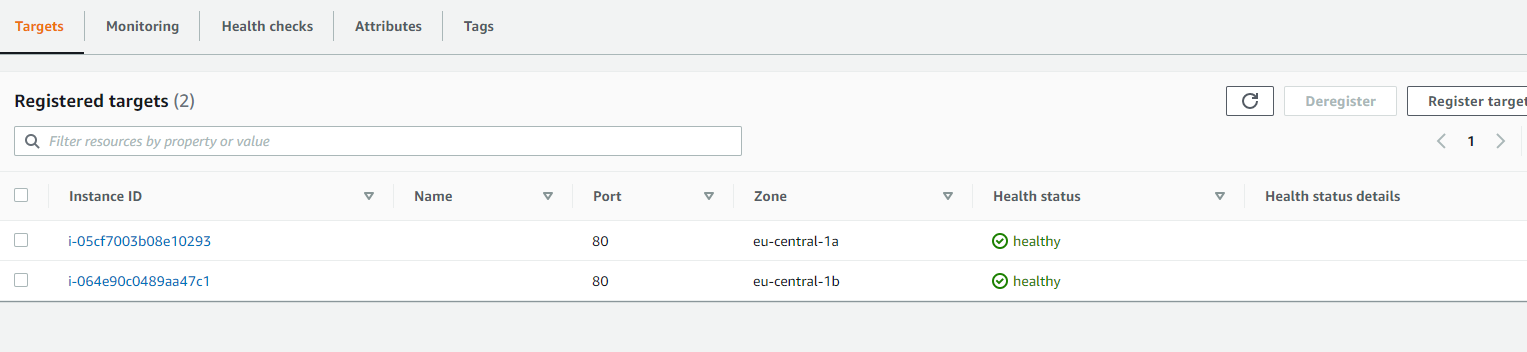 Targets Monitoring Health checks Attributes Tags
Registered targets (2) Deregister Register target
Filter resources by property or value 1
Instance ID Name Port Zone Health status Health status details
i-05cf7003b08e10293 80 eu-central-1a healthy
i-064e90c0489aa47c1 80 eu-central-1b healthy